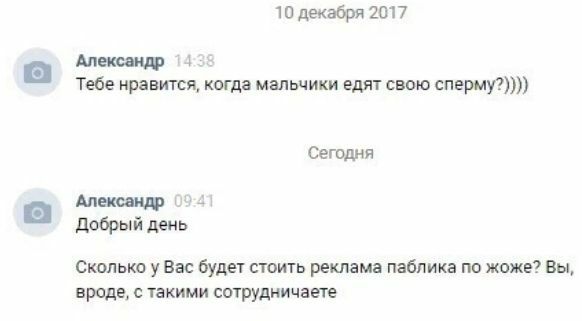 10 декабря 2017
Александр 14:38
Тебе нравится, когда мальчики едят свою сперму?))))
Сегодня
Александр 09:41
Добрый день
Сколько у Вас будет стоить реклама паблика по жоже? Вы,
вроде, с такими сотрудничаете